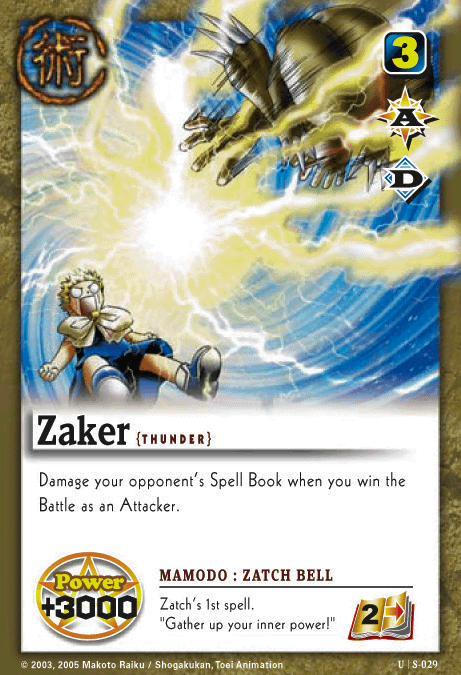 術
3
A
D
Zaker {THUNDER}
Damage your opponent's Spell Book when you win the
Battle as an Attacker.
Power
+3000
MAMODO : ZATCH BELL
Zatch's 1st spell.
"Gather up your inner power!"
2
© 2003, 2005 Makoto Raiku / Shogakukan, Toei Animation
U | S-029